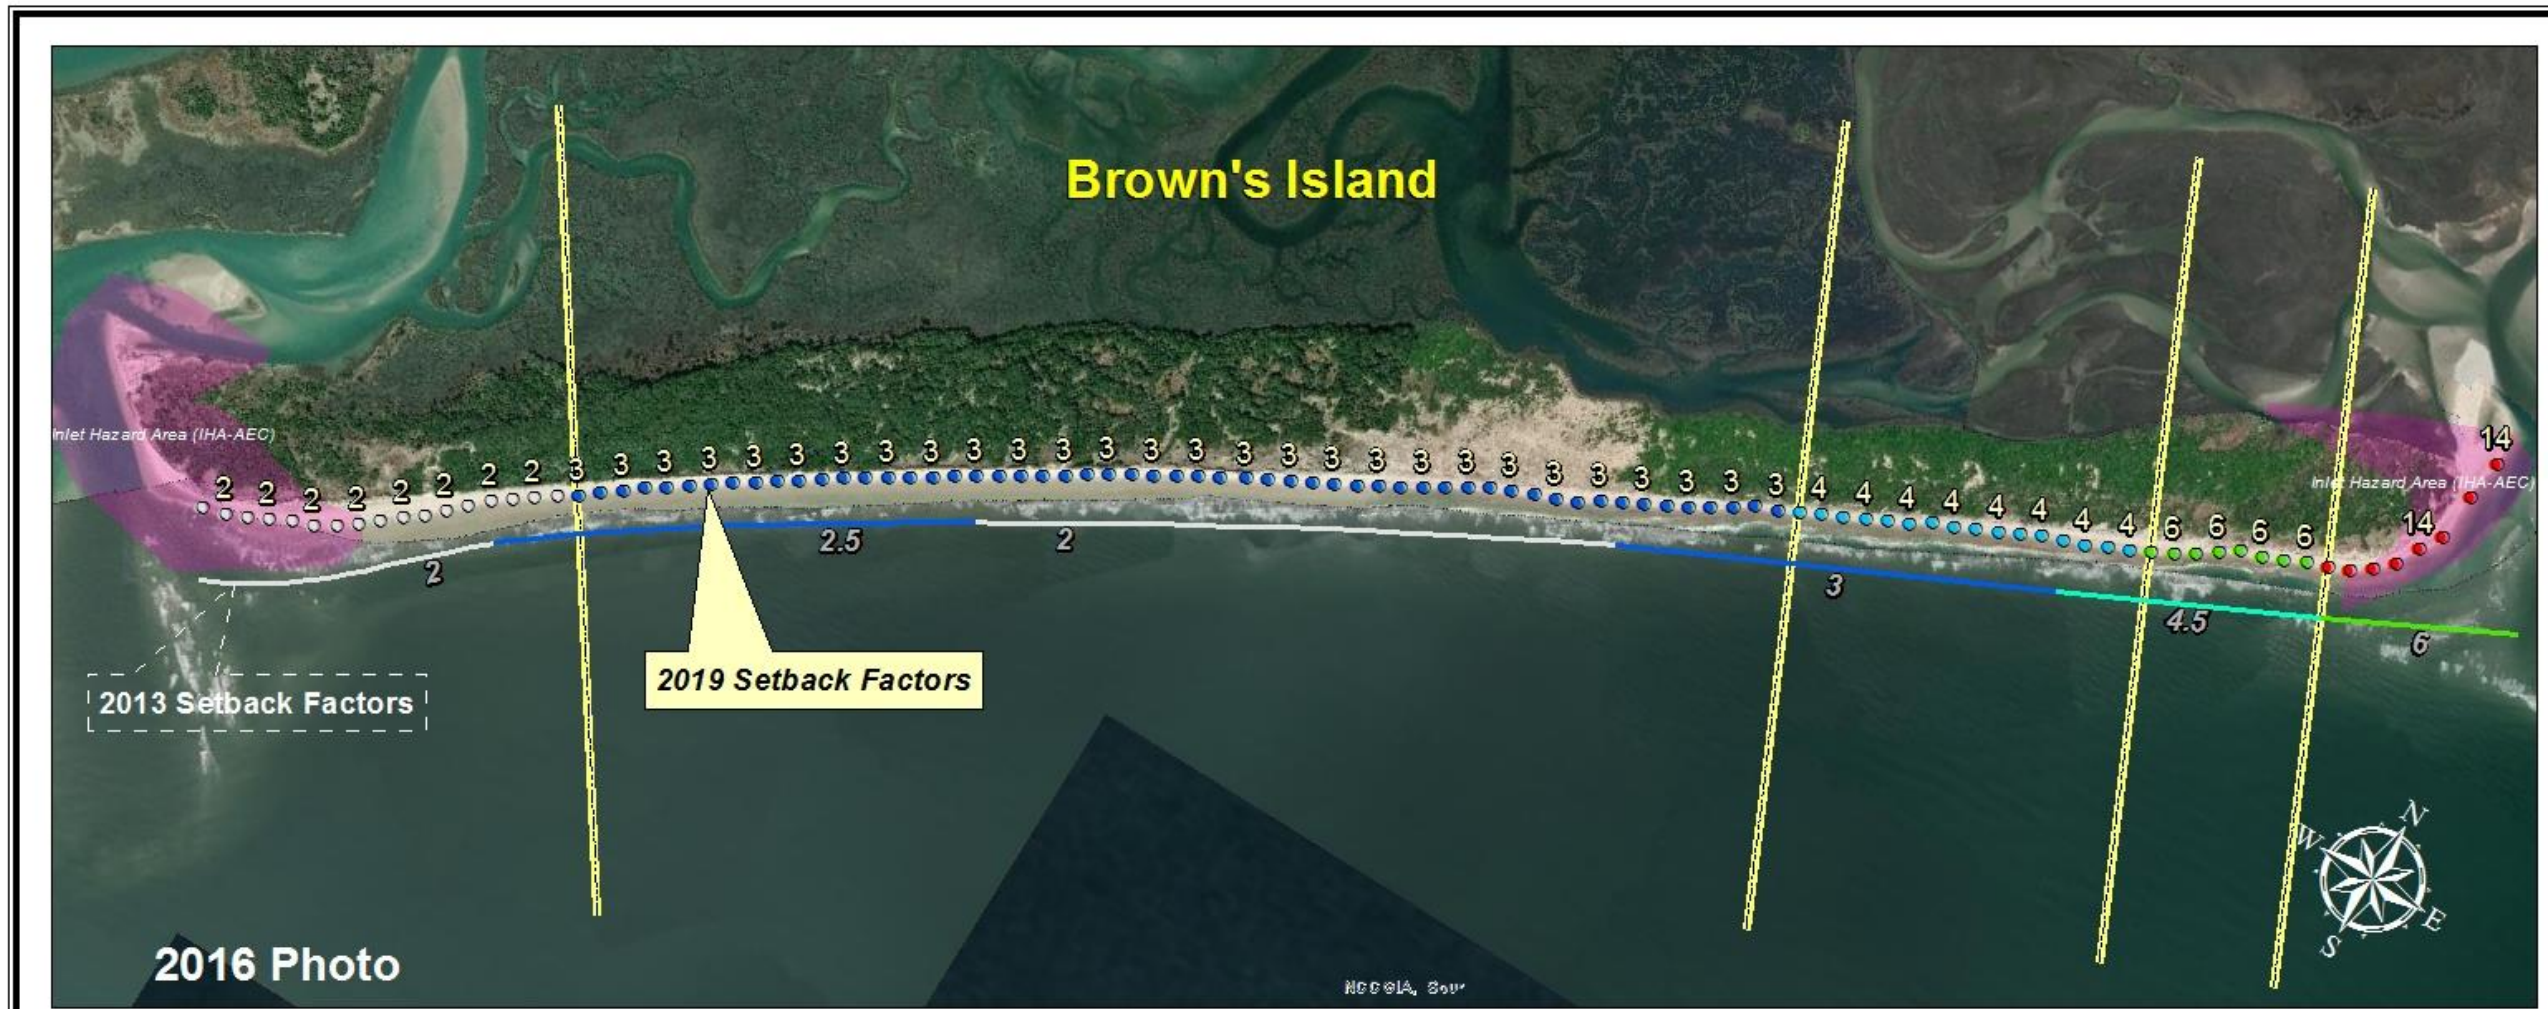 Brown's Island
Inlet Hazard Area (IHA-AEC)
2 2 2 2 2 2 2 2 3 3 3 3 3 3 3 3 3 3 3 3 3 3 3 3 3 3 3 3 3 3 3 3 3 3 3 3 4 4 4 4 4 4 4 4 6 6 6 6 14 14
Inlet Hazard Area (IHA-AEC)
2 2.5 2 3 4.5 6
2019 Setback Factors
2013 Setback Factors
N
W
E
S
2016 Photo